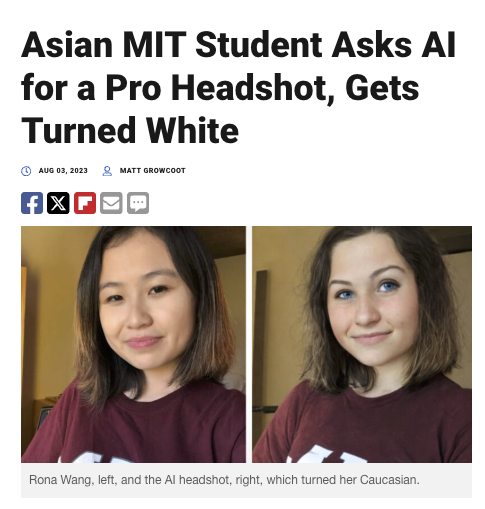 Asian MIT Student Asks AI
for a Pro Headshot, Gets
Turned White
AUG 03, 2023 MATT GROWCOOT
Rona Wang, left, and the AI headshot, right, which turned her Caucasian.